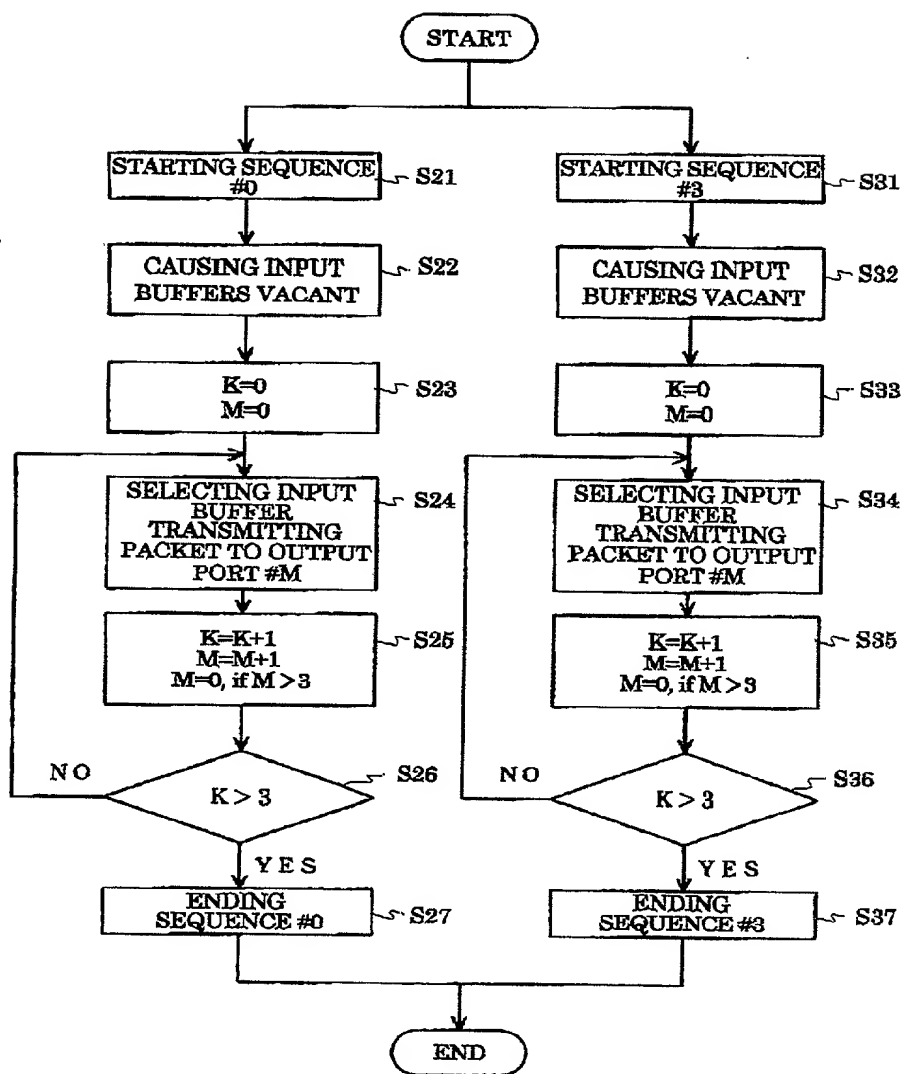 START
STARTING SEQUENCE
#0
S21
CAUSING INPUT
BUFFERS VACANT
S22
K=0
M=0
S23
SELECTING INPUT
BUFFER
TRANSMITTING
PACKET TO OUTPUT
PORT #M
S24
K=K+1
M=M+1
M=0, if M > 3
S25
K > 3
S26
NO
YES
ENDING
SEQUENCE #0
S27
STARTING SEQUENCE
#3
S31
CAUSING INPUT
BUFFERS VACANT
S32
K=0
M=0
S33
SELECTING INPUT
BUFFER
TRANSMITTING
PACKET TO OUTPUT
PORT #M
S34
K=K+1
M=M+1
M=0, if M > 3
S35
K > 3
S36
NO
YES
ENDING
SEQUENCE #3
S37
END